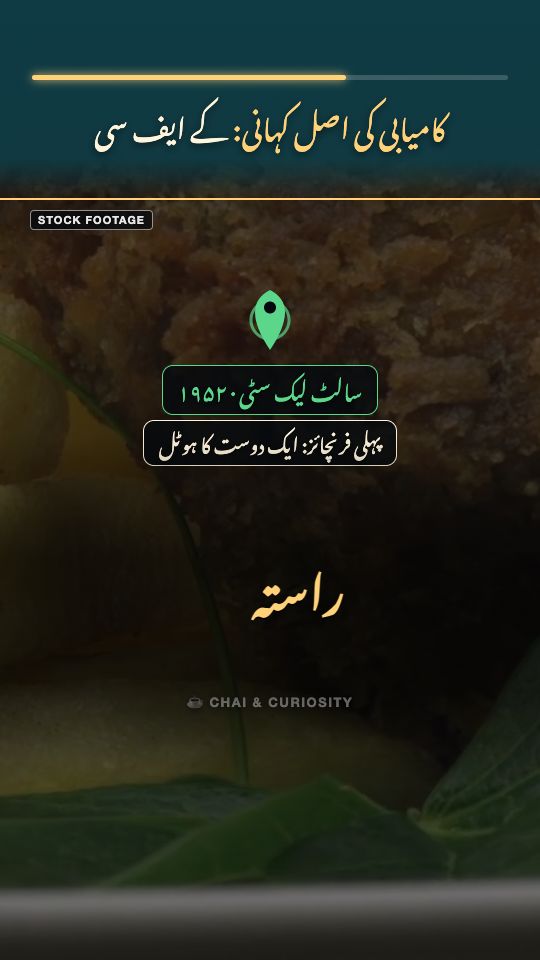 کامیابی کی اصل کہانی: کے ایف سی
STOCK FOOTAGE
سالٹ لیک سٹی · ۱۹۵۲
پہلی فرنچائز: ایک دوست کا ہوٹل
راستہ
CHAI & CURIOSITY